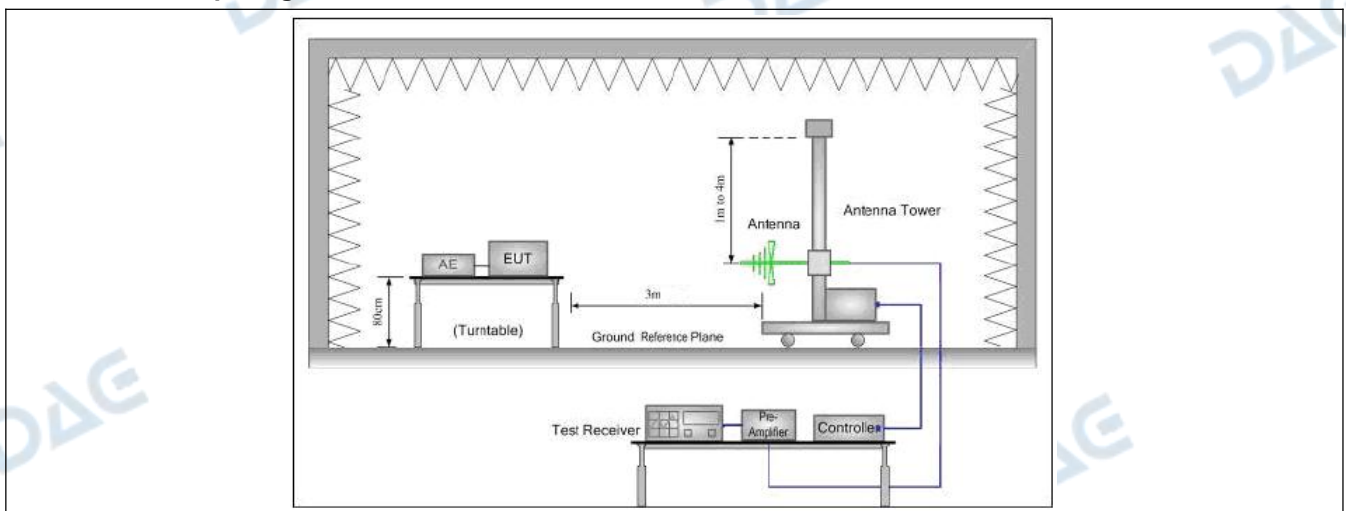 DAG
1m to 4m
Antenna Tower
Antenna
AE
EUT
3m
80cm
(Turntable)
Ground Reference Plane
Test Receiver
Pre-
Amplifier
Controller